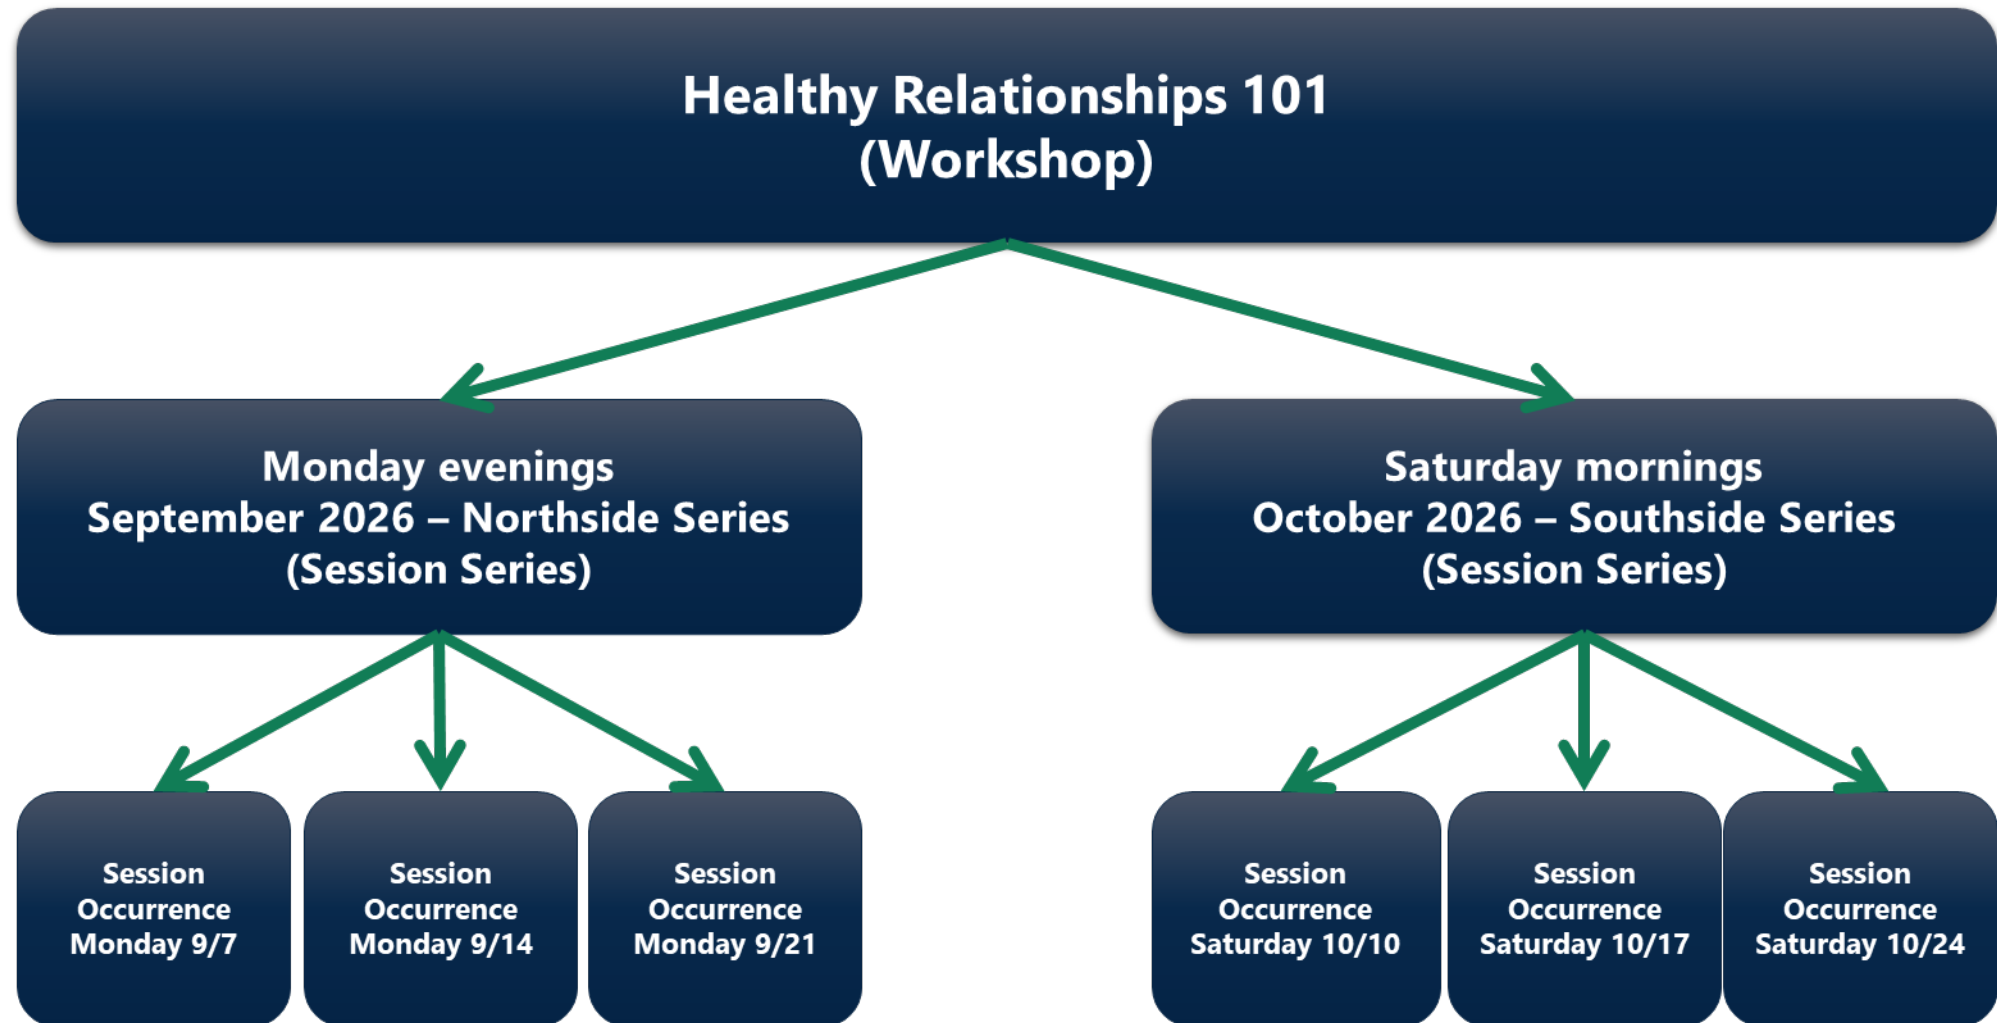 Healthy Relationships 101
(Workshop)
Monday evenings
September 2026 – Northside Series
(Session Series)
Saturday mornings
October 2026 – Southside Series
(Session Series)
Session
Occurrence
Monday 9/7
Session
Occurrence
Monday 9/14
Session
Occurrence
Monday 9/21
Session
Occurrence
Saturday 10/10
Session
Occurrence
Saturday 10/17
Session
Occurrence
Saturday 10/24